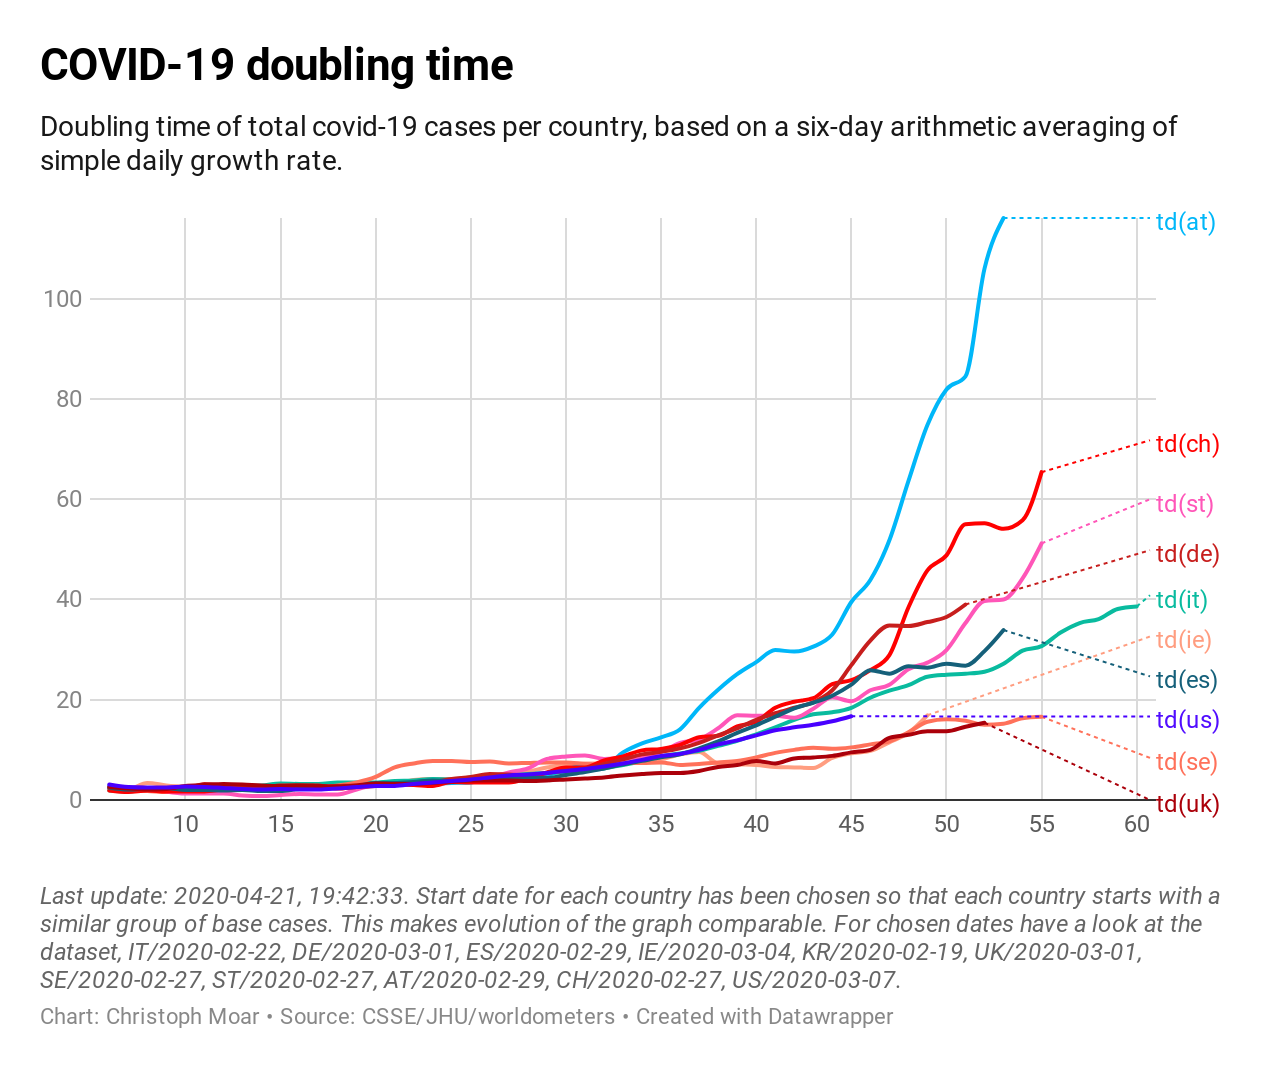 COVID-19 doubling time
Doubling time of total covid-19 cases per country, based on a six-day arithmetic averaging of
simple daily growth rate.
td(at)
100
80
td(ch)
60
td(st)
td(de)
40
td(it)
td(ie)
td(es)
20
td(us)
td(se)
0
td(uk)
10 15 20 25 30 35 40 45 50 55 60
Last update: 2020-04-21, 19:42:33. Start date for each country has been chosen so that each country starts with a
similar group of base cases. This makes evolution of the graph comparable. For chosen dates have a look at the
dataset, IT/2020-02-22, DE/2020-03-01, ES/2020-02-29, IE/2020-03-04, KR/2020-02-19, UK/2020-03-01,
SE/2020-02-27, ST/2020-02-27, AT/2020-02-29, CH/2020-02-27, US/2020-03-07.
Chart: Christoph Moar • Source: CSSE/JHU/worldometers • Created with Datawrapper